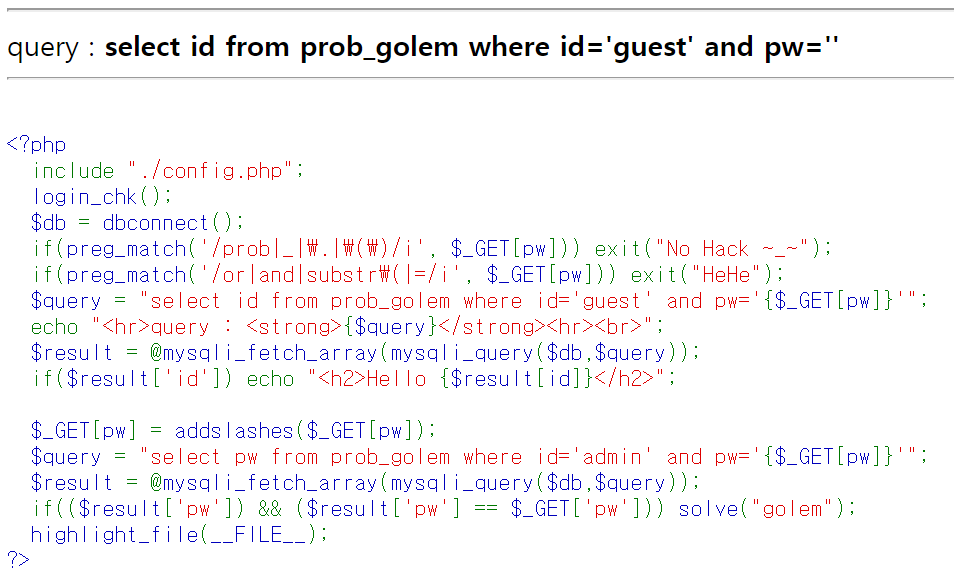 query : select id from prob_golem where id='guest' and pw=''
<?php
include "./config.php";
login_chk();
$db = dbconnect();
if(preg_match('/prob|_|₩.|₩(₩)/i', $_GET[pw])) exit("No Hack ~_~");
if(preg_match('/or|and|substr₩(|=/i', $_GET[pw])) exit("HeHe");
$query = "select id from prob_golem where id='guest' and pw='{$_GET[pw]}'";
echo "<hr>query : <strong>{$query}</strong><hr><br>";
$result = @mysqli_fetch_array(mysqli_query($db,$query));
if($result['id']) echo "<h2>Hello {$result[id]}</h2>";
$_GET[pw] = addslashes($_GET[pw]);
$query = "select pw from prob_golem where id='admin' and pw='{$_GET[pw]}'";
$result = @mysqli_fetch_array(mysqli_query($db,$query));
if(($result['pw']) && ($result['pw'] == $_GET['pw'])) solve("golem");
highlight_file(__FILE__);
?>